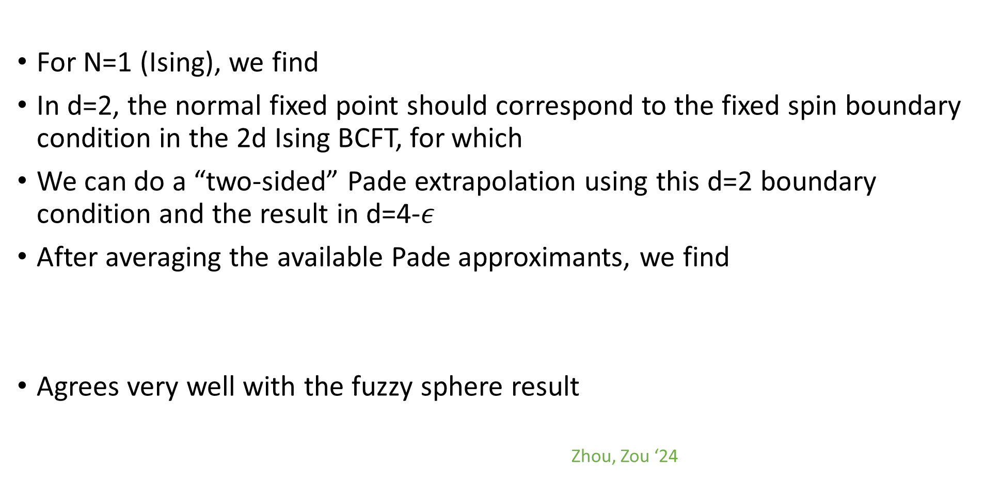 • For N=1 (Ising), we find
• In d=2, the normal fixed point should correspond to the fixed spin boundary
condition in the 2d Ising BCFT, for which
• We can do a “two-sided” Pade extrapolation using this d=2 boundary
condition and the result in d=4-ϵ
• After averaging the available Pade approximants, we find
• Agrees very well with the fuzzy sphere result
Zhou, Zou ‘24